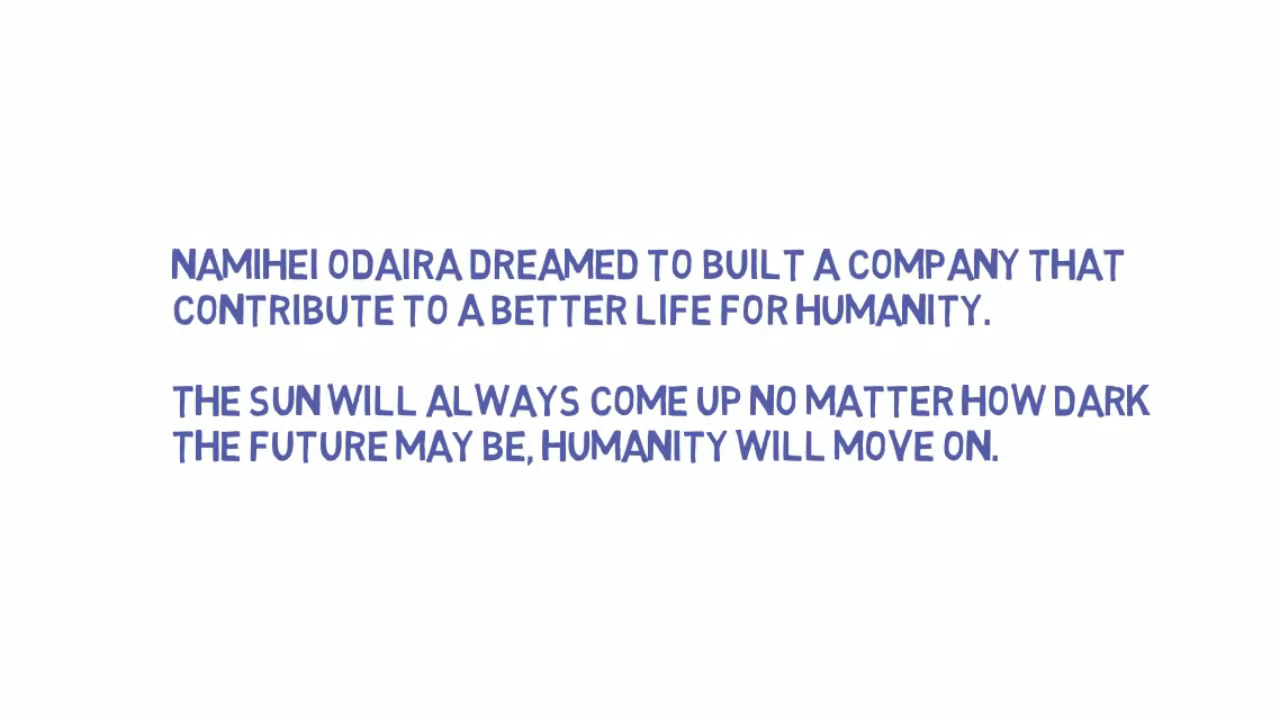 NAMIHEI ODAIRA DREAMED TO BUILT A COMPANY THAT
CONTRIBUTE TO A BETTER LIFE FOR HUMANITY.
THE SUN WILL ALWAYS COME UP NO MATTER HOW DARK
THE FUTURE MAY BE, HUMANITY WILL MOVE ON.